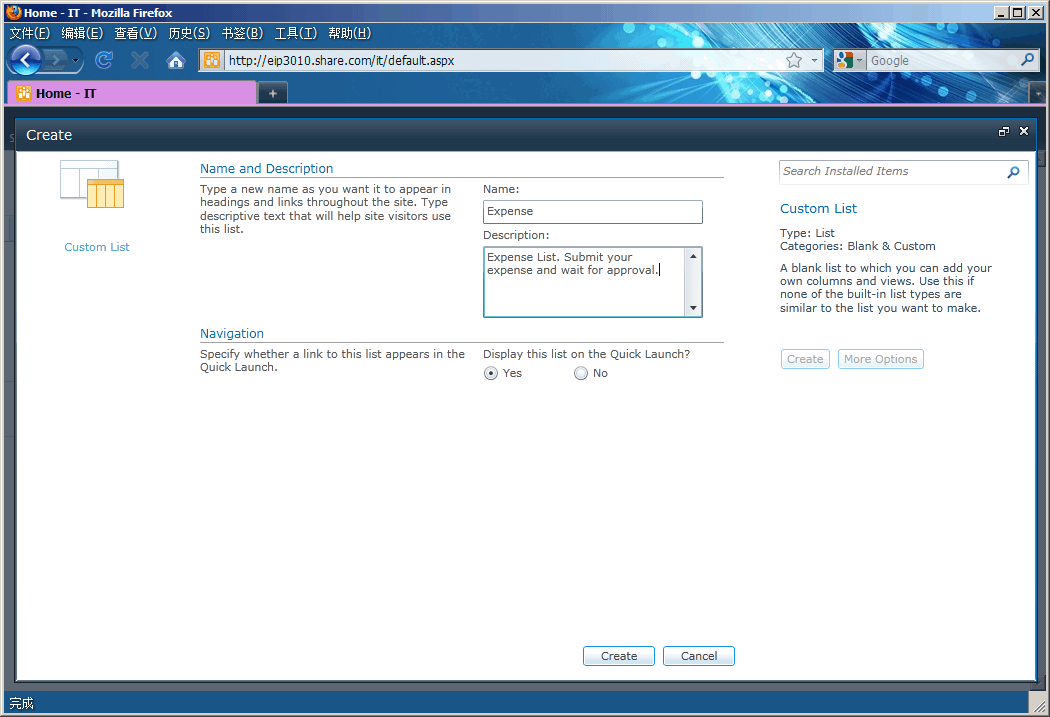 Home - IT - Mozilla Firefox
文件(F) 编辑(E) 查看(V) 历史(S) 书签(B) 工具(T) 帮助(H)
http://eip3010.share.com/it/default.aspx
Google
Home - IT
+
Create
Custom List
Name and Description
Type a new name as you want it to appear in
headings and links throughout the site. Type
descriptive text that will help site visitors use
this list.
Name:
Expense
Description:
Expense List. Submit your
expense and wait for approval.
Navigation
Specify whether a link to this list appears in the
Quick Launch.
Display this list on the Quick Launch?
Yes
No
Search Installed Items
Custom List
Type: List
Categories: Blank & Custom
A blank list to which you can add your
own columns and views. Use this if
none of the built-in list types are
similar to the list you want to make.
Create
More Options
Create
Cancel
完成